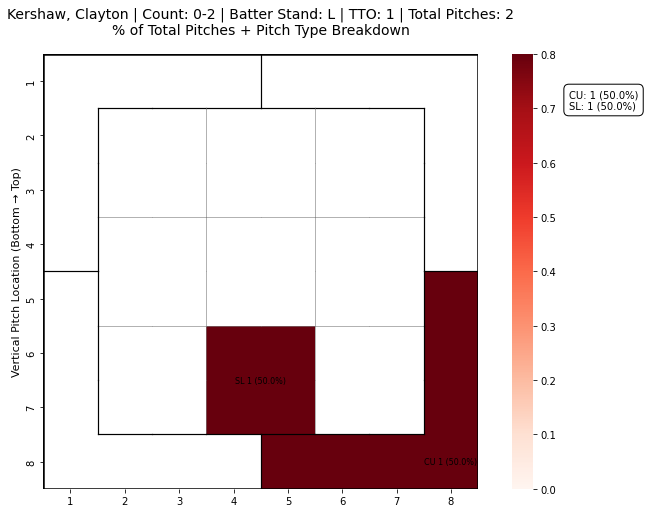 Kershaw, Clayton | Count: 0-2 | Batter Stand: L | TTO: 1 | Total Pitches: 2
% of Total Pitches + Pitch Type Breakdown
CU: 1 (50.0%)
SL: 1 (50.0%)
Vertical Pitch Location (Bottom → Top)
1
2
3
4
5
6
7
8
SL 1 (50.0%)
CU 1 (50.0%)
1 2 3 4 5 6 7 8
0.8
0.7
0.6
0.5
0.4
0.3
0.2
0.1
0.0